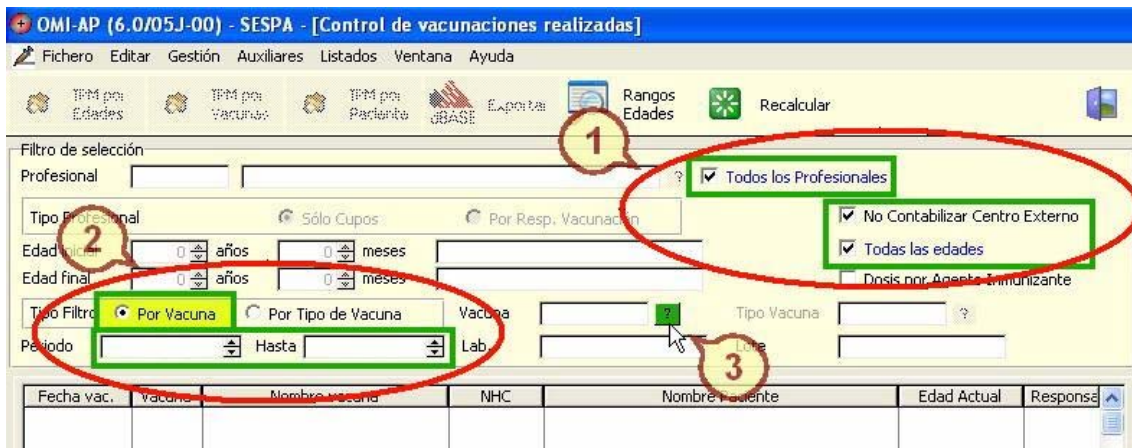 OMI-AP (6.0/05J-00) - SESPA - [Control de vacunaciones realizadas]
Fichero Editar Gestión Auxiliares Listados Ventana Ayuda
TPM por Edades TPM por Vacunas TPM por Paciente dBASE Exportar Rangos Edades Recalcular
1
Filtro de selección
Profesional ? Todos los Profesionales
Tipo Profesional Sólo Cupos Por Resp. Vacunación No Contabilizar Centro Externo
2
Edad inicial 0 años 0 meses Todas las edades
Edad final 0 años 0 meses Dosis por Agente Inmunizante
Tipo Filtro Por Vacuna Por Tipo de Vacuna Vacuna ? Tipo Vacuna ?
Periodo Hasta Lab. Lote
3
Fecha vac. Vacuna Nombre vacuna NHC Nombre Paciente Edad Actual Responsa